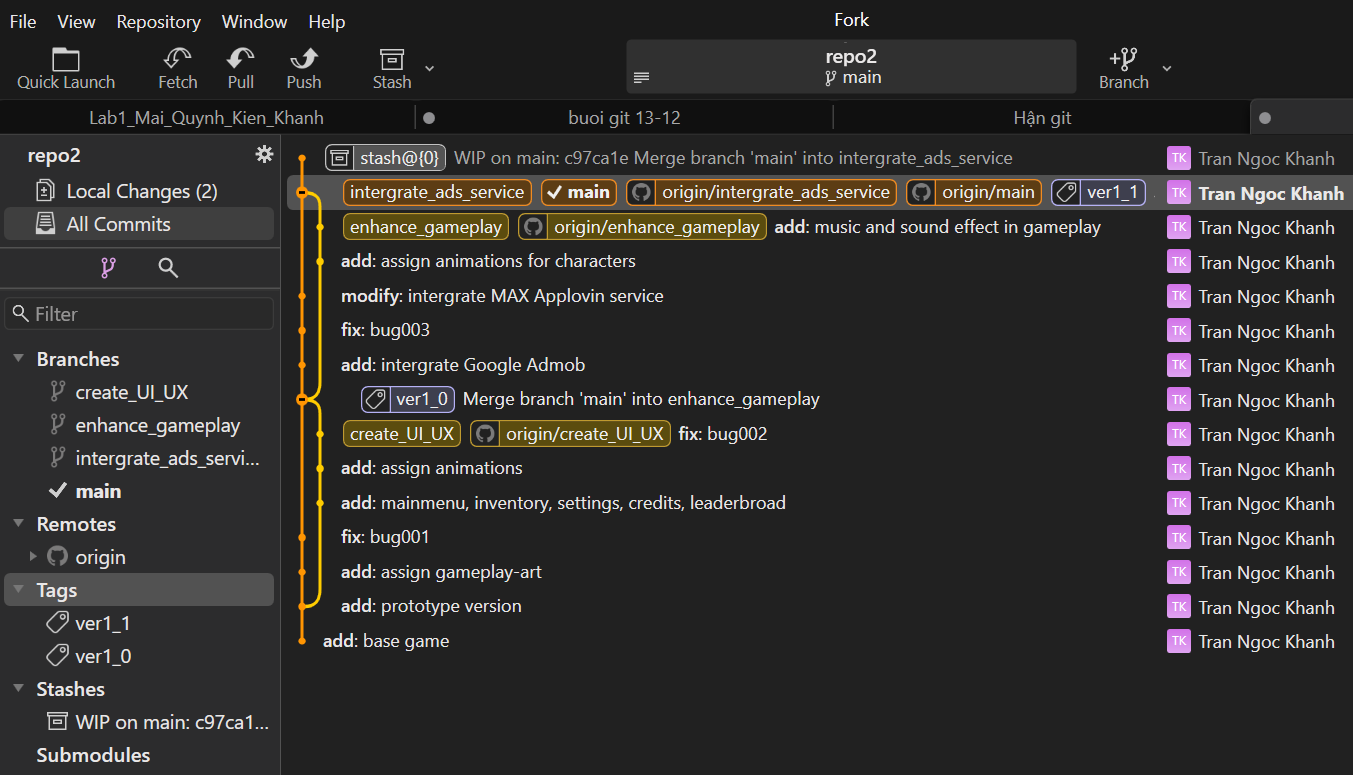 File View Repository Window Help
Fork
Quick Launch Fetch Pull Push Stash
repo2
main
Branch
Lab1_Mai_Quynh_Kien_Khanh
buoi git 13-12
Hận git
repo2
Local Changes (2)
All Commits
Filter
Branches
create_UI_UX
enhance_gameplay
intergrate_ads_servi...
main
Remotes
origin
Tags
ver1_1
ver1_0
Stashes
WIP on main: c97ca1...
Submodules
stash@{0} WIP on main: c97ca1e Merge branch 'main' into intergrate_ads_service TK Tran Ngoc Khanh
intergrate_ads_service main origin/intergrate_ads_service origin/main ver1_1 TK Tran Ngoc Khanh
enhance_gameplay origin/enhance_gameplay add: music and sound effect in gameplay TK Tran Ngoc Khanh
add: assign animations for characters TK Tran Ngoc Khanh
modify: intergrate MAX Applovin service TK Tran Ngoc Khanh
fix: bug003 TK Tran Ngoc Khanh
add: intergrate Google Admob TK Tran Ngoc Khanh
ver1_0 Merge branch 'main' into enhance_gameplay TK Tran Ngoc Khanh
create_UI_UX origin/create_UI_UX fix: bug002 TK Tran Ngoc Khanh
add: assign animations TK Tran Ngoc Khanh
add: mainmenu, inventory, settings, credits, leaderbroad TK Tran Ngoc Khanh
fix: bug001 TK Tran Ngoc Khanh
add: assign gameplay-art TK Tran Ngoc Khanh
add: prototype version TK Tran Ngoc Khanh
add: base game TK Tran Ngoc Khanh